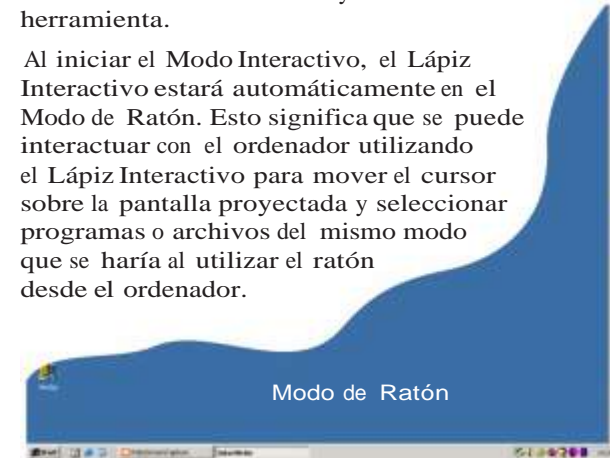 herramienta.
Al iniciar el Modo Interactivo, el Lápiz
Interactivo estará automáticamente en el
Modo de Ratón. Esto significa que se puede
interactuar con el ordenador utilizando
el Lápiz Interactivo para mover el cursor
sobre la pantalla proyectada y seleccionar
programas o archivos del mismo modo
que se haría al utilizar el ratón
desde el ordenador.
Modo de Ratón